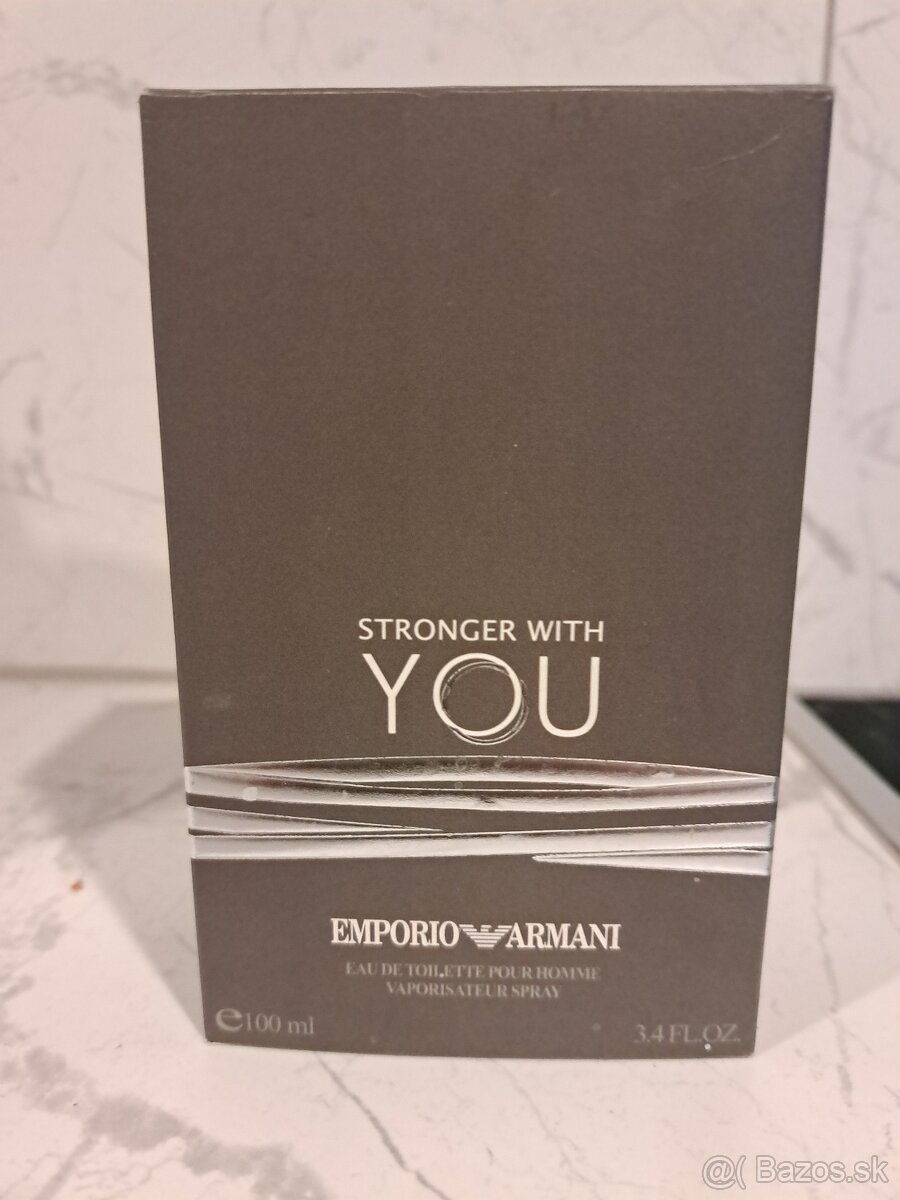 STRONGER WITH
YOU
EMPORIO ARMANI
EAU DE TOILETTE POUR HOMME
VAPORISATEUR SPRAY
e100 ml
3.4 FL.OZ.
@( Bazos.sk